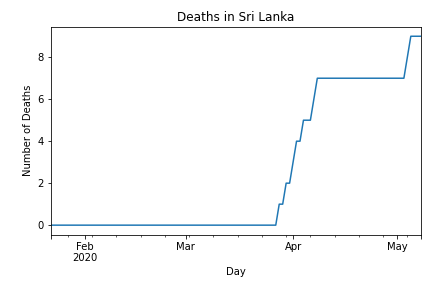 Deaths in Sri Lanka
8
6
4
2
0
Number of Deaths
Feb
2020
Mar
Apr
May
Day